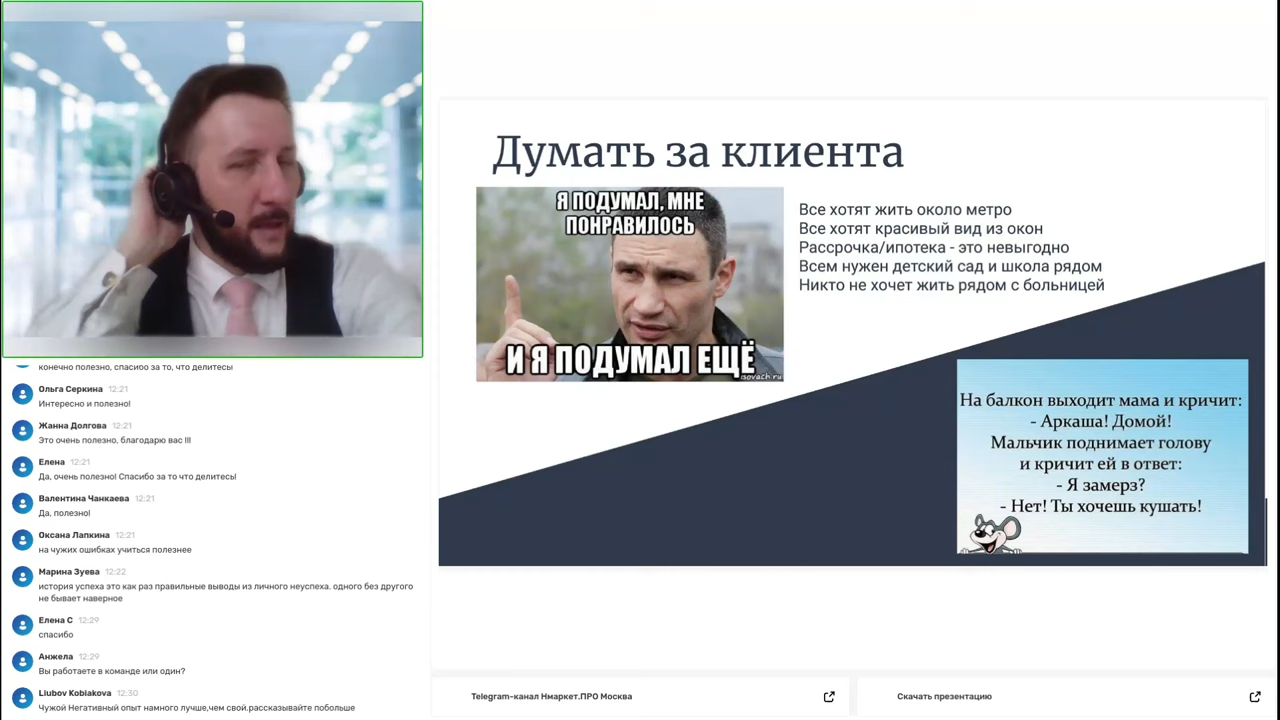 Думать за клиента
Я ПОДУМАЛ, МНЕ
ПОНРАВИЛОСЬ
И Я ПОДУМАЛ ЕЩЁ
isovach.ru
Все хотят жить около метро
Все хотят красивый вид из окон
Рассрочка/ипотека - это невыгодно
Всем нужен детский сад и школа рядом
Никто не хочет жить рядом с больницей
На балкон выходит мама и кричит:
- Аркаша! Домой!
Мальчик поднимает голову
и кричит ей в ответ:
- Я замерз?
- Нет! Ты хочешь кушать!
конечно полезно, спасибо за то, что делитесь)
Ольга Серкина 12:21
Интересно и полезно!
Жанна Долгова 12:21
Это очень полезно, благодарю вас !!!
Елена 12:21
Да, очень полезно! Спасибо за то что делитесь!
Валентина Чанкаева 12:21
Да, полезно!
Оксана Лапкина 12:21
на чужих ошибках учиться полезнее
Марина Зуева 12:22
история успеха это как раз правильные выводы из личного неуспеха. одного без другого
не бывает наверное
Елена С 12:29
спасибо
Анжела 12:29
Вы работаете в команде или один?
Liubov Kobiakova 12:30
Чужой Негативный опыт намного лучше,чем свой.рассказывайте побольше
Telegram-канал Нмаркет.ПРО Москва
Скачать презентацию